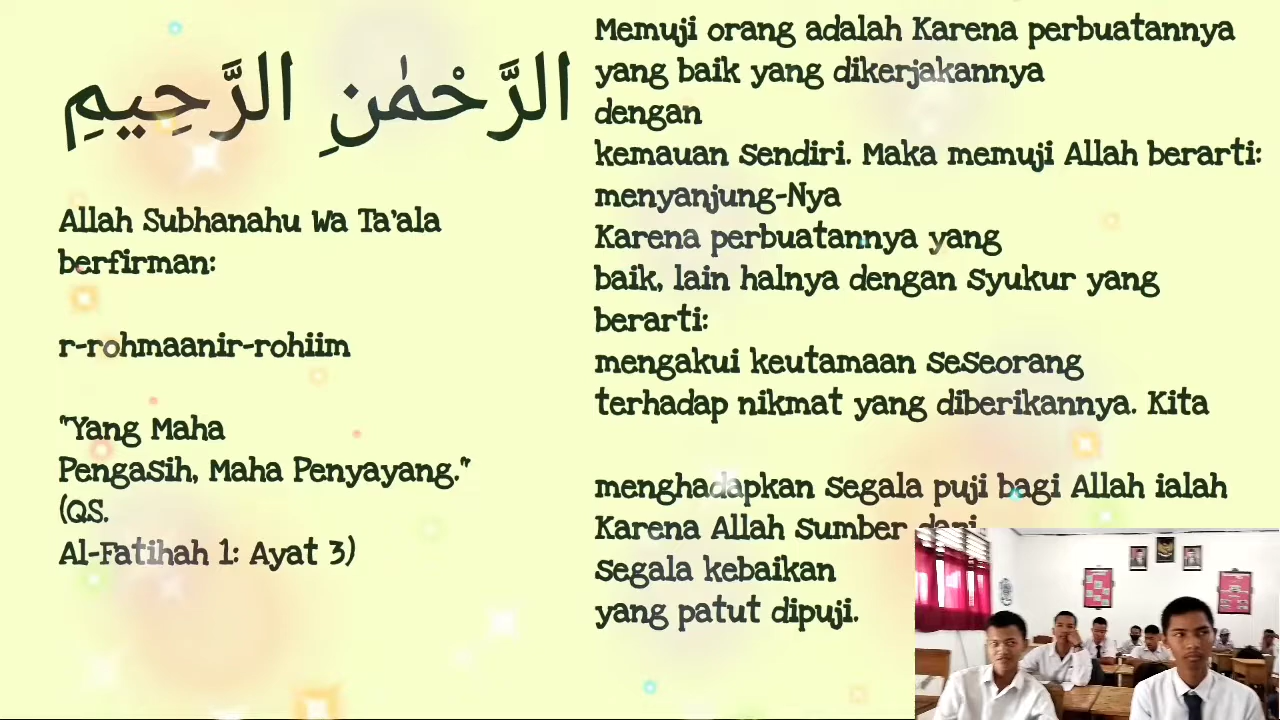 الرَّحْمٰنِ الرَّحِيمِ
Allah Subhanahu Wa Ta'ala
berfirman:
r-rohmaanir-rohiim
"Yang Maha
Pengasih, Maha Penyayang."
(QS.
Al-Fatihah 1: Ayat 3)
Memuji orang adalah Karena perbuatannya
yang baik yang dikerjakannya
dengan
kemauan Sendiri. Maka memuji Allah berarti:
menyanjung-Nya
Karena perbuatannya yang
baik, lain halnya dengan Syukur yang
berarti:
mengakui keutamaan Seseorang
terhadap nikmat yang diberikannya. Kita
menghadapkan Segala puji bagi Allah ialah
Karena Allah Sumber dari
Segala kebaikan
yang patut dipuji.